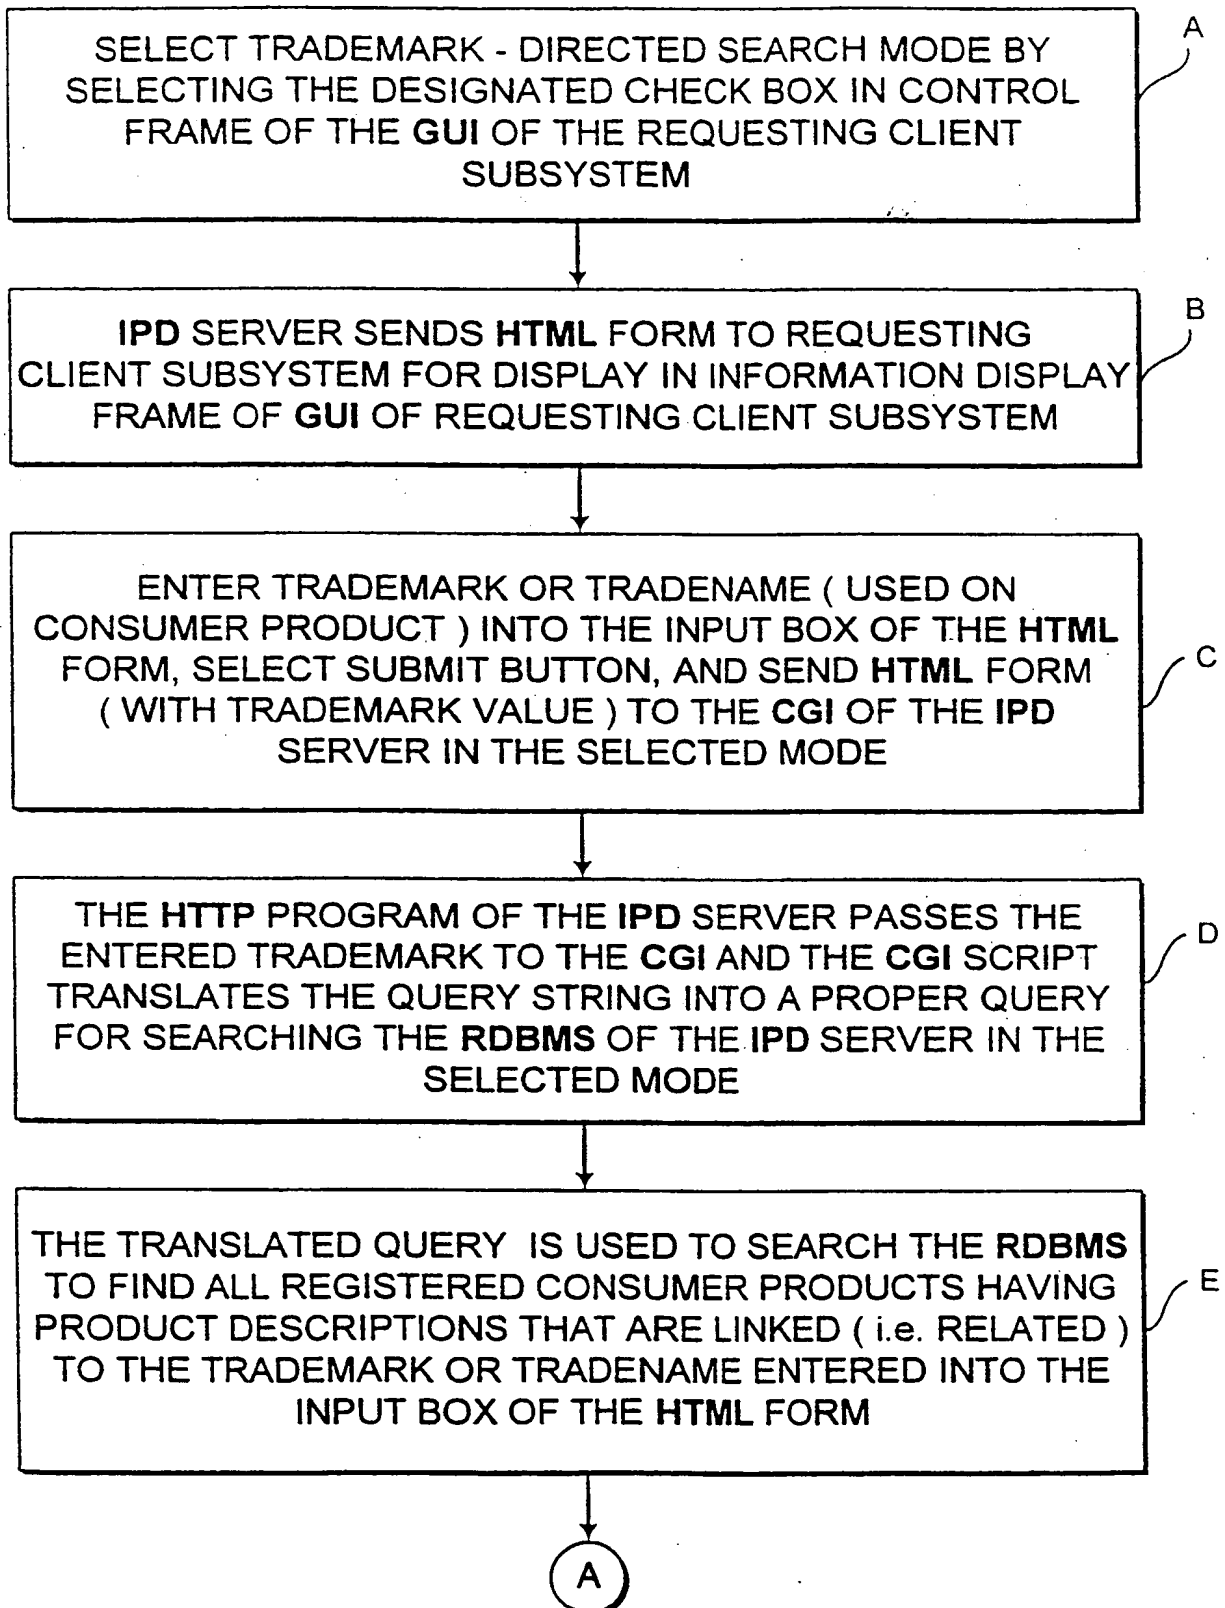 SELECT TRADEMARK - DIRECTED SEARCH MODE BY
SELECTING THE DESIGNATED CHECK BOX IN CONTROL
FRAME OF THE GUI OF THE REQUESTING CLIENT
SUBSYSTEM
A
IPD SERVER SENDS HTML FORM TO REQUESTING
CLIENT SUBSYSTEM FOR DISPLAY IN INFORMATION DISPLAY
FRAME OF GUI OF REQUESTING CLIENT SUBSYSTEM
B
ENTER TRADEMARK OR TRADENAME ( USED ON
CONSUMER PRODUCT ) INTO THE INPUT BOX OF THE HTML
FORM, SELECT SUBMIT BUTTON, AND SEND HTML FORM
( WITH TRADEMARK VALUE ) TO THE CGI OF THE IPD
SERVER IN THE SELECTED MODE
C
THE HTTP PROGRAM OF THE IPD SERVER PASSES THE
ENTERED TRADEMARK TO THE CGI AND THE CGI SCRIPT
TRANSLATES THE QUERY STRING INTO A PROPER QUERY
FOR SEARCHING THE RDBMS OF THE IPD SERVER IN THE
SELECTED MODE
D
THE TRANSLATED QUERY IS USED TO SEARCH THE RDBMS
TO FIND ALL REGISTERED CONSUMER PRODUCTS HAVING
PRODUCT DESCRIPTIONS THAT ARE LINKED ( i.e. RELATED )
TO THE TRADEMARK OR TRADENAME ENTERED INTO THE
INPUT BOX OF THE HTML FORM
E
A